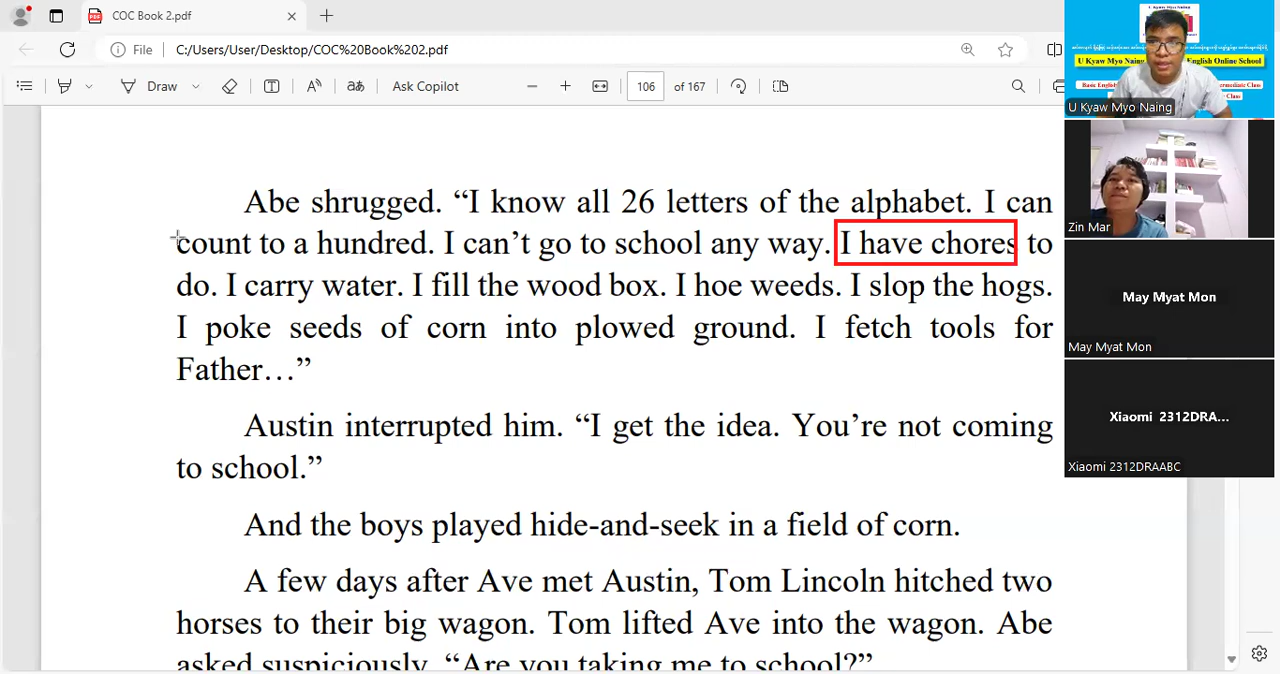 COC Book 2.pdf
File
C:/Users/User/Desktop/COC%20Book%202.pdf
Draw
Ask Copilot
106 of 167
Abe shrugged. “I know all 26 letters of the alphabet. I can
count to a hundred. I can’t go to school any way. I have chores to
do. I carry water. I fill the wood box. I hoe weeds. I slop the hogs.
I poke seeds of corn into plowed ground. I fetch tools for
Father…”
Austin interrupted him. “I get the idea. You’re not coming
to school.”
And the boys played hide-and-seek in a field of corn.
A few days after Ave met Austin, Tom Lincoln hitched two
horses to their big wagon. Tom lifted Ave into the wagon. Abe
asked suspiciously, “Are you taking me to school?”
U Kyaw Myo Naing
English Online School
U Kyaw Myo Naing
Zin Mar
May Myat Mon
May Myat Mon
Xiaomi 2312DRA...
Xiaomi 2312DRAABC